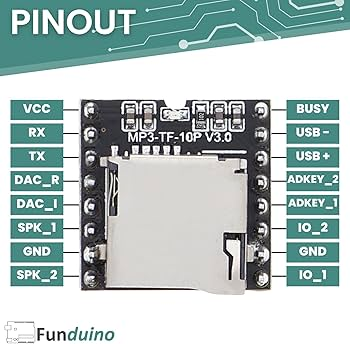 PINOUT
MP3-TF-10P V3.0
VCC
RX
TX
DAC_R
DAC_I
SPK_1
GND
SPK_2
BUSY
USB -
USB +
ADKEY_2
ADKEY_1
IO_2
GND
IO_1
Funduino